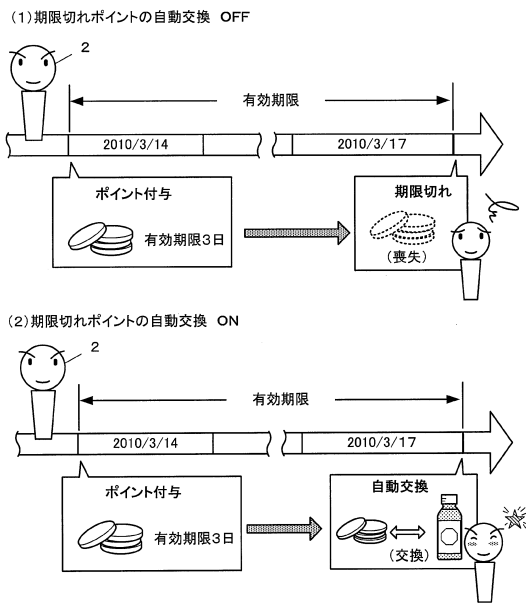 (1)期限切れポイントの自動交換 OFF
2
有効期限
2010/3/14
2010/3/17
ポイント付与
有効期限3日
期限切れ
(喪失)
(2)期限切れポイントの自動交換 ON
2
有効期限
2010/3/14
2010/3/17
ポイント付与
有効期限3日
自動交換
(交換)